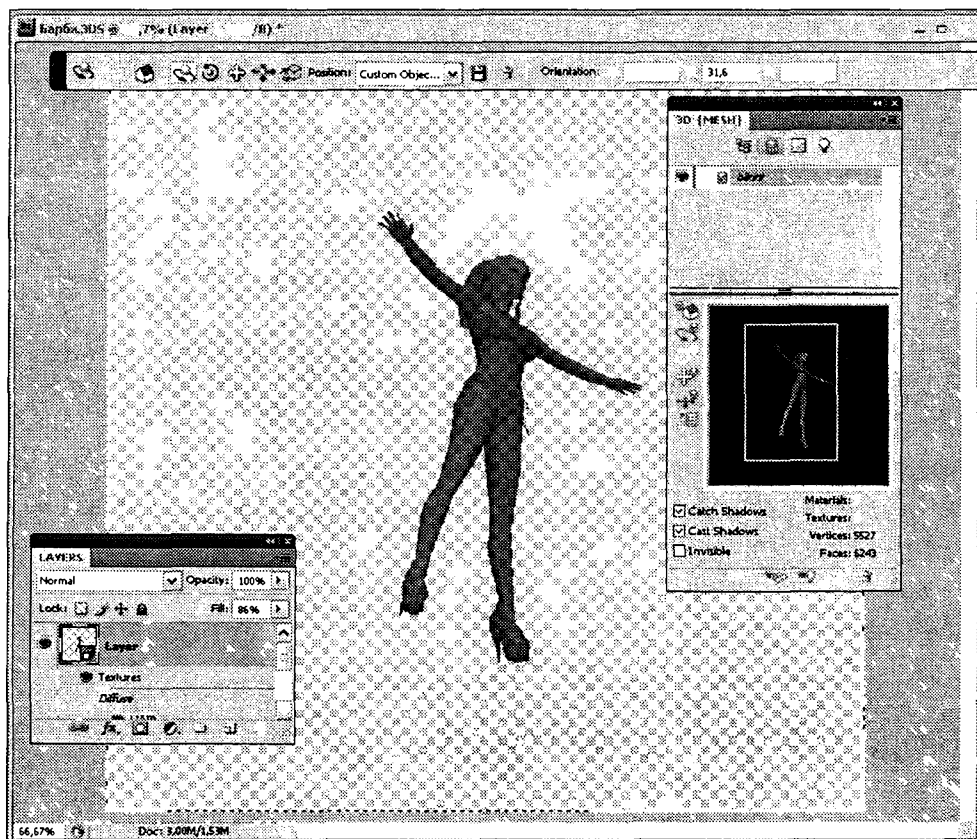 Барби.3DS @ ,7% (Layer /8) *
Position: Custom Objec... Orientation: 31,6
3D {MESH}
Catch Shadows
Cast Shadows
Invisible
Materials:
Textures:
Vertices: 5527
Faces: 6243
LAYERS
Normal Opacity: 100%
Lock: Fill: 86%
Layer
Textures
Diffuse
66,67% Doc: 3,00M/1,53M